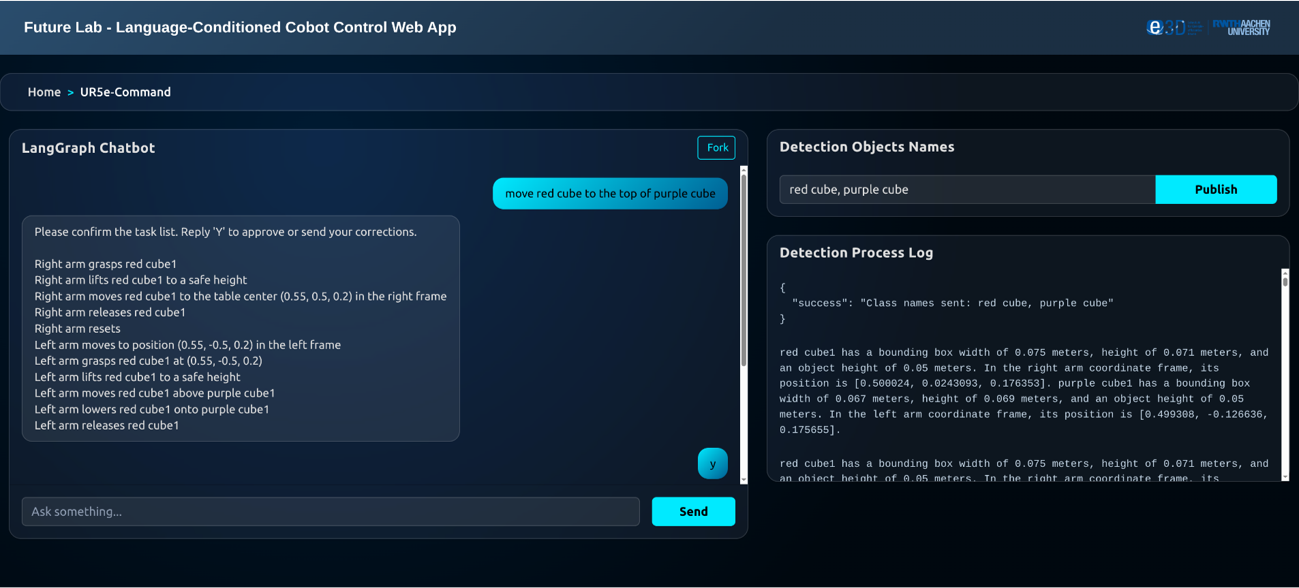 Future Lab - Language-Conditioned Cobot Control Web App
e3D
RWTH AACHEN
UNIVERSITY
Home > UR5e-Command
LangGraph Chatbot
Fork
move red cube to the top of purple cube
Please confirm the task list. Reply 'Y' to approve or send your corrections.
Right arm grasps red cube1
Right arm lifts red cube1 to a safe height
Right arm moves red cube1 to the table center (0.55, 0.5, 0.2) in the right frame
Right arm releases red cube1
Right arm resets
Left arm moves to position (0.55, -0.5, 0.2) in the left frame
Left arm grasps red cube1 at (0.55, -0.5, 0.2)
Left arm lifts red cube1 to a safe height
Left arm moves red cube1 above purple cube1
Left arm lowers red cube1 onto purple cube1
Left arm releases red cube1
y
Ask something...
Send
Detection Objects Names
red cube, purple cube
Publish
Detection Process Log
{
"success": "Class names sent: red cube, purple cube"
}
red cube1 has a bounding box width of 0.075 meters, height of 0.071 meters, and
an object height of 0.05 meters. In the right arm coordinate frame, its
position is [0.500024, 0.0243093, 0.176353]. purple cube1 has a bounding box
width of 0.067 meters, height of 0.069 meters, and an object height of 0.05
meters. In the left arm coordinate frame, its position is [0.499308, -0.126636,
0.175655].
red cube1 has a bounding box width of 0.075 meters, height of 0.071 meters, and
an object height of 0.05 meters. In the right arm coordinate frame, its